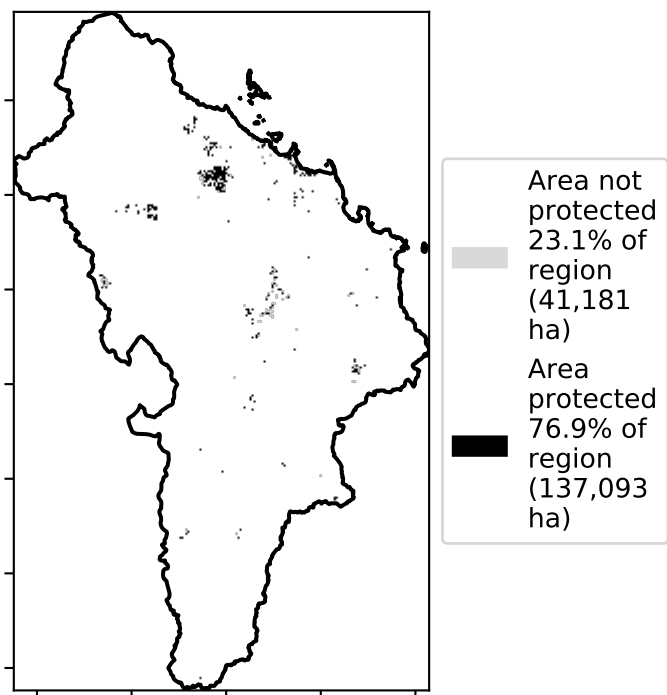 Area not
protected
23.1% of
region
(41,181
ha)
Area
protected
76.9% of
region
(137,093
ha)